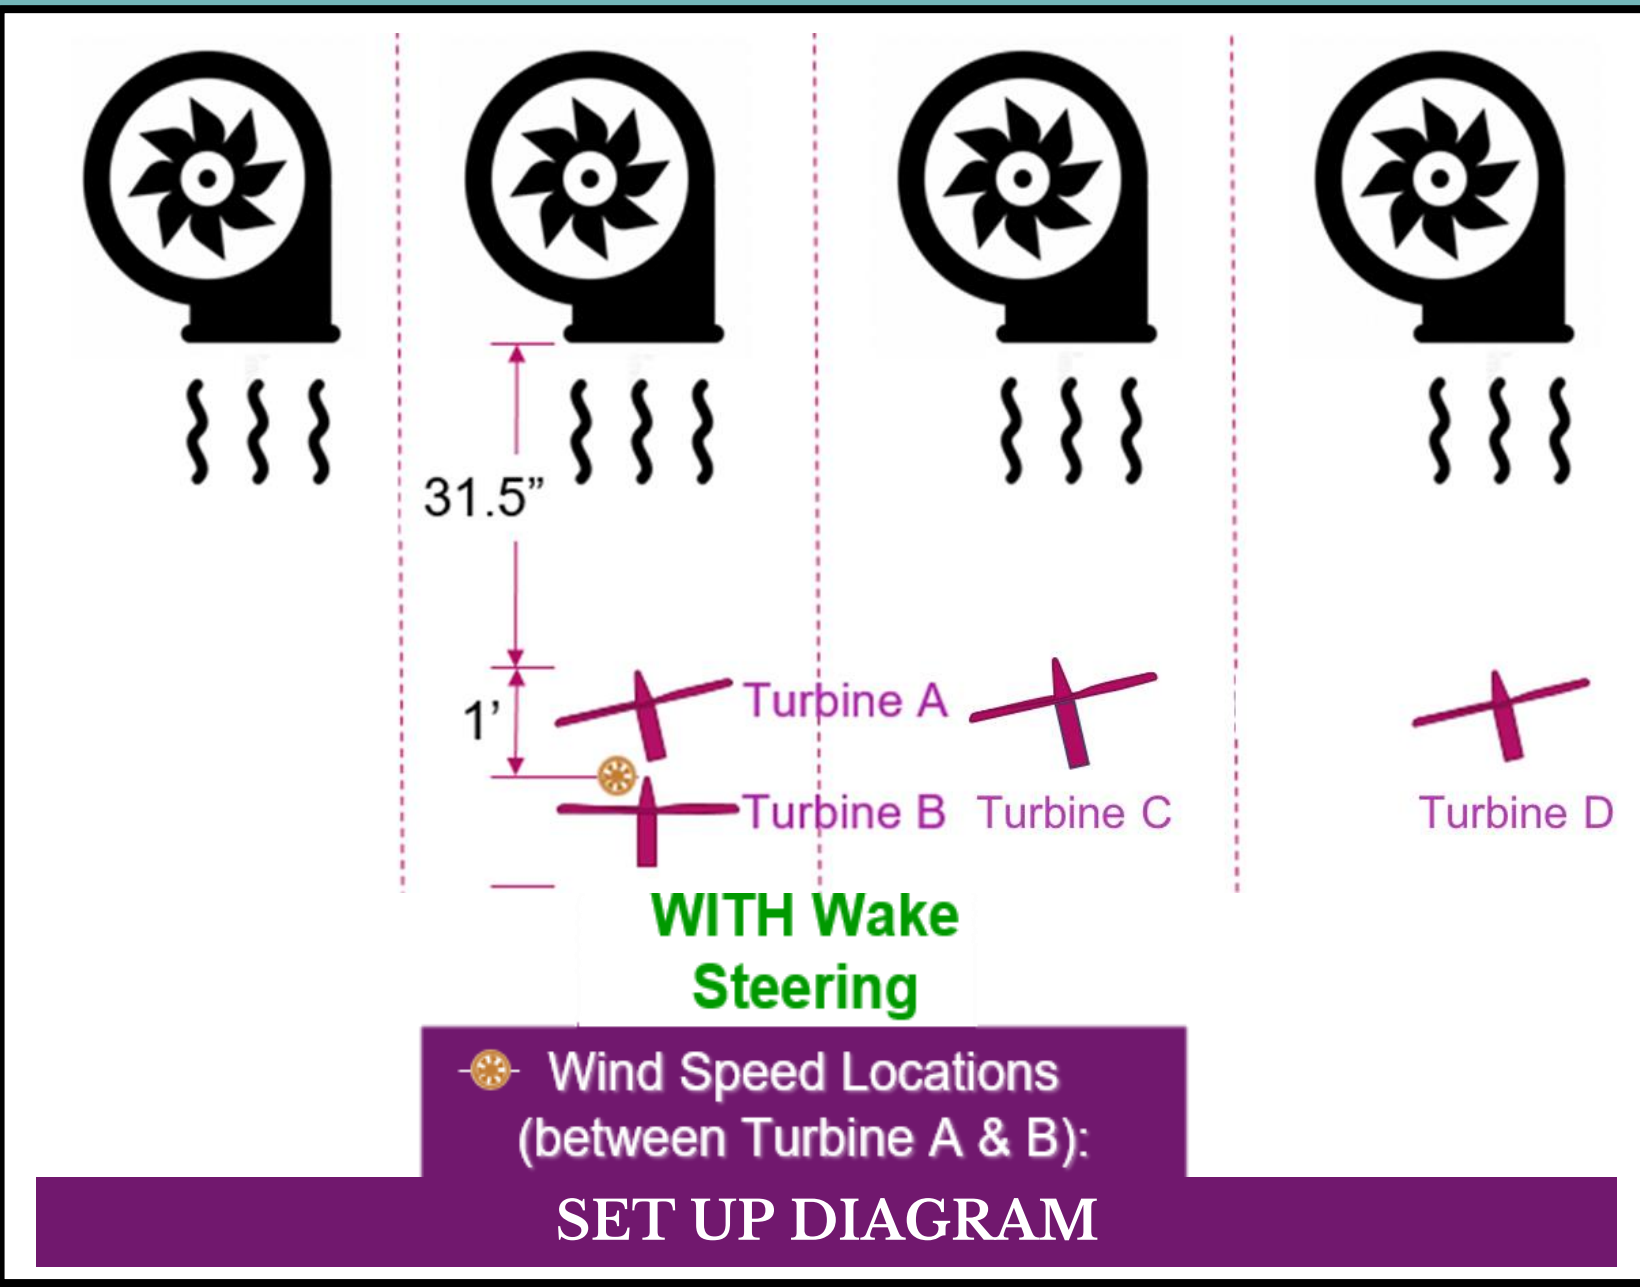 31.5”
1’
Turbine A
Turbine B
Turbine C
Turbine D
WITH Wake
Steering
Wind Speed Locations
(between Turbine A & B):
SET UP DIAGRAM